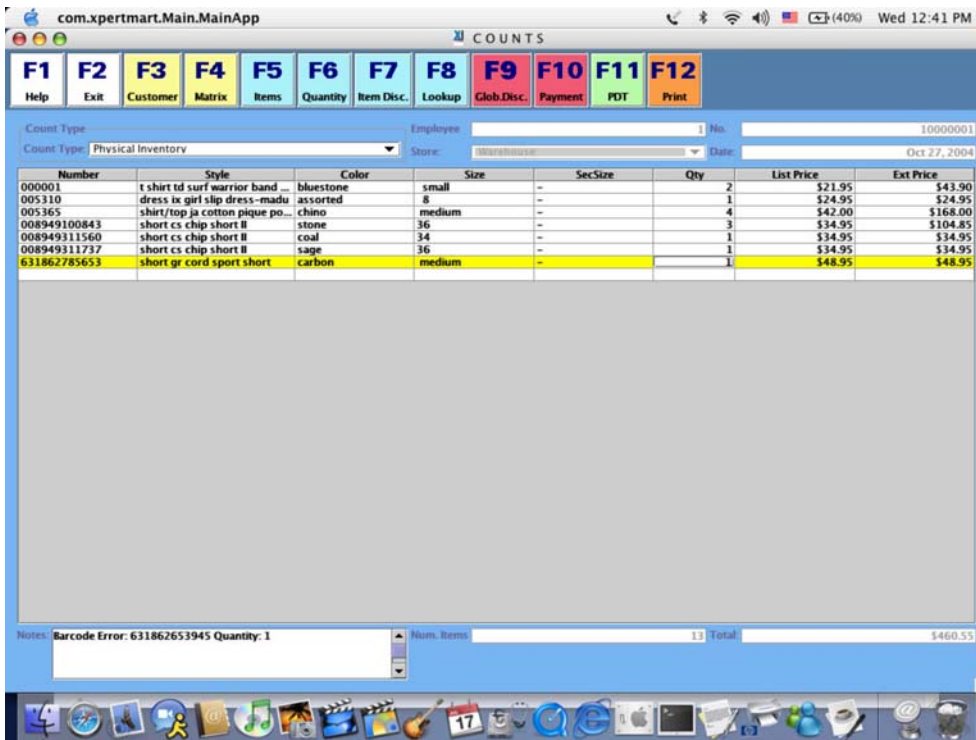 com.xpertmart.Main.MainApp (40%) Wed 12:41 PM
COUNTS
F1 F2 F3 F4 F5 F6 F7 F8 F9 F10 F11 F12
Help Exit Customer Matrix Items Quantity Item Disc. Lookup Glob.Disc. Payment PDT Print
Count Type Employee 1 No. 10000001
Count Type: Physical Inventory Store: Warehouse Date: Oct 27, 2004
Number Style Color Size SecSize Qty List Price Ext Price
000001 t shirt td surf warrior band ... bluestone small - 2 $21.95 $43.90
005310 dress ix girl slip dress-madu assorted 8 - 1 $24.95 $24.95
005365 shirt/top ja cotton pique po... chino medium - 4 $42.00 $168.00
008949100843 short cs chip short II stone 36 - 3 $34.95 $104.85
008949311560 short cs chip short II coal 34 - 1 $34.95 $34.95
008949311737 short cs chip short II sage 36 - 1 $34.95 $34.95
631862785653 short gr cord sport short carbon medium - 1 $48.95 $48.95
Notes: Barcode Error: 631862653945 Quantity: 1 Num. Items 13 Total: $460.55
17